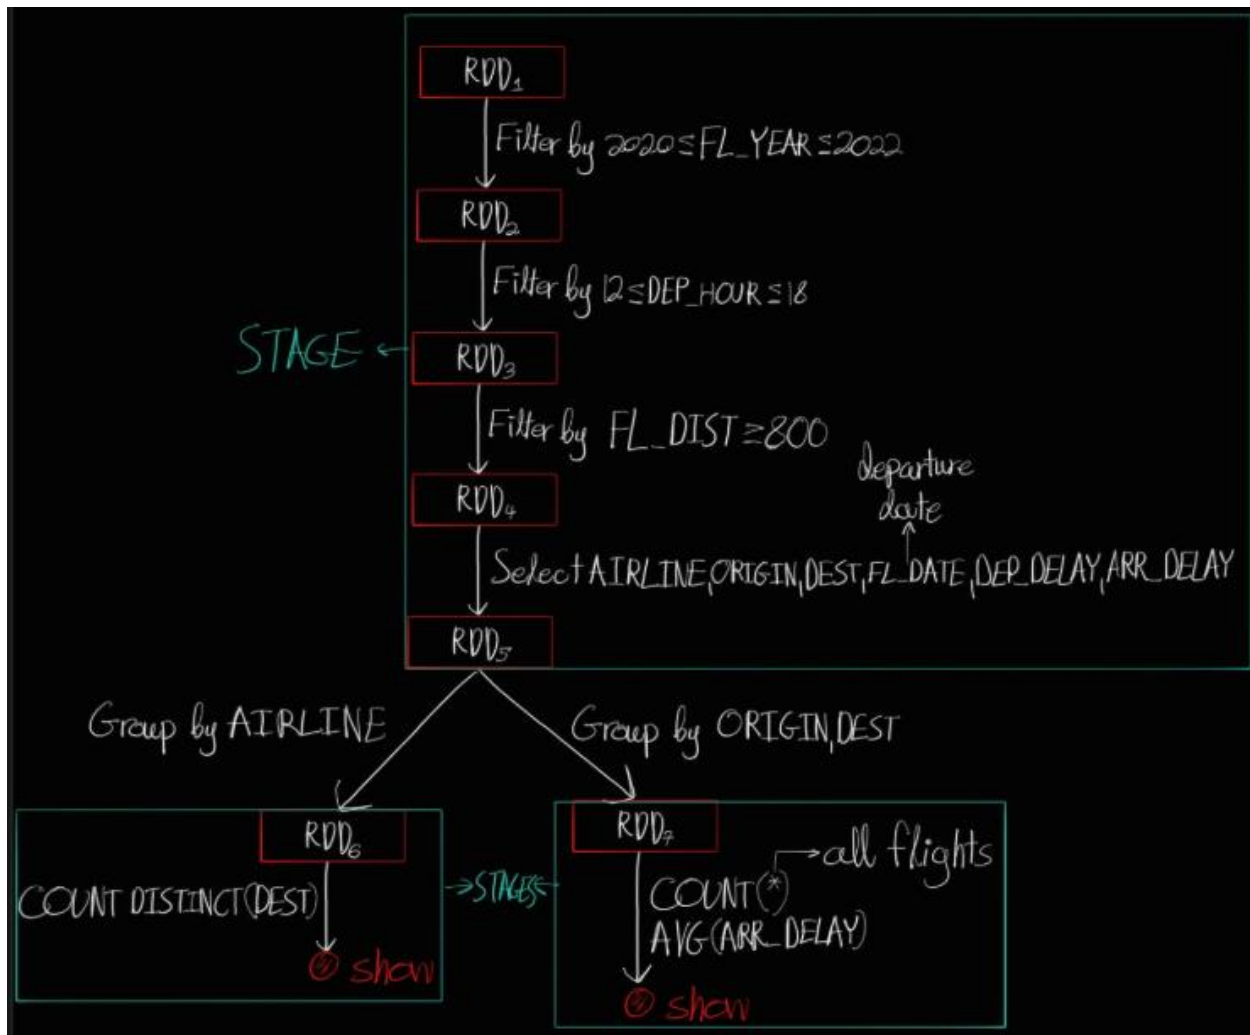 RDD₁
Filter by 2020≤FL_YEAR≤2022
RDD₂
Filter by 12≤DEP_HOUR≤18
STAGE
RDD₃
Filter by FL_DIST≥800
departure
date
RDD₄
Select AIRLINE,ORIGIN,DEST,FL_DATE,DEP_DELAY,ARR_DELAY
RDD₅
Group by AIRLINE
Group by ORIGIN,DEST
RDD₆
RDD₇
all flights
COUNT DISTINCT(DEST)
STAGES
COUNT(*)
AVG(ARR_DELAY)
show
show